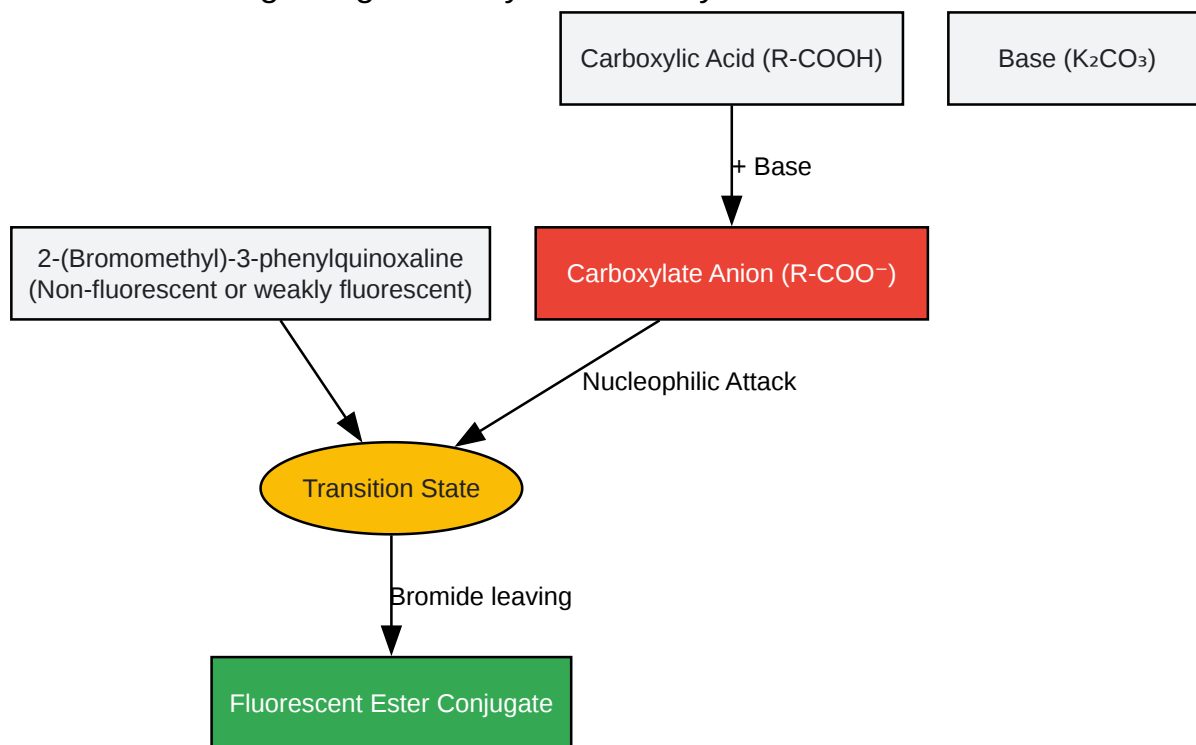 Carboxylic Acid (R-COOH)
Base (K₂CO₃)
+ Base
2-(Bromomethyl)-3-phenylquinoxaline
(Non-fluorescent or weakly fluorescent)
Carboxylate Anion (R-COO⁻)
Nucleophilic Attack
Transition State
Bromide leaving
Fluorescent Ester Conjugate